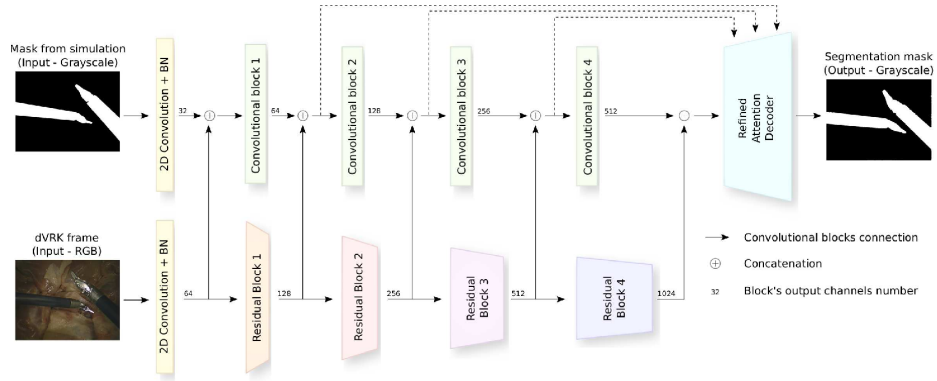 Mask from simulation
(Input - Grayscale)
2D Convolution + BN
32
Convolutional block 1
64
Convolutional block 2
128
Convolutional block 3
256
Convolutional block 4
512
Refined
Attention
Decoder
Segmentation mask
(Output - Grayscale)
dVRK frame
(Input - RGB)
2D Convolution + BN
64
Residual Block 1
128
Residual Block 2
256
Residual
Block 3
512
Residual
Block 4
1024
Convolutional blocks connection
Concatenation
32 Block's output channels number